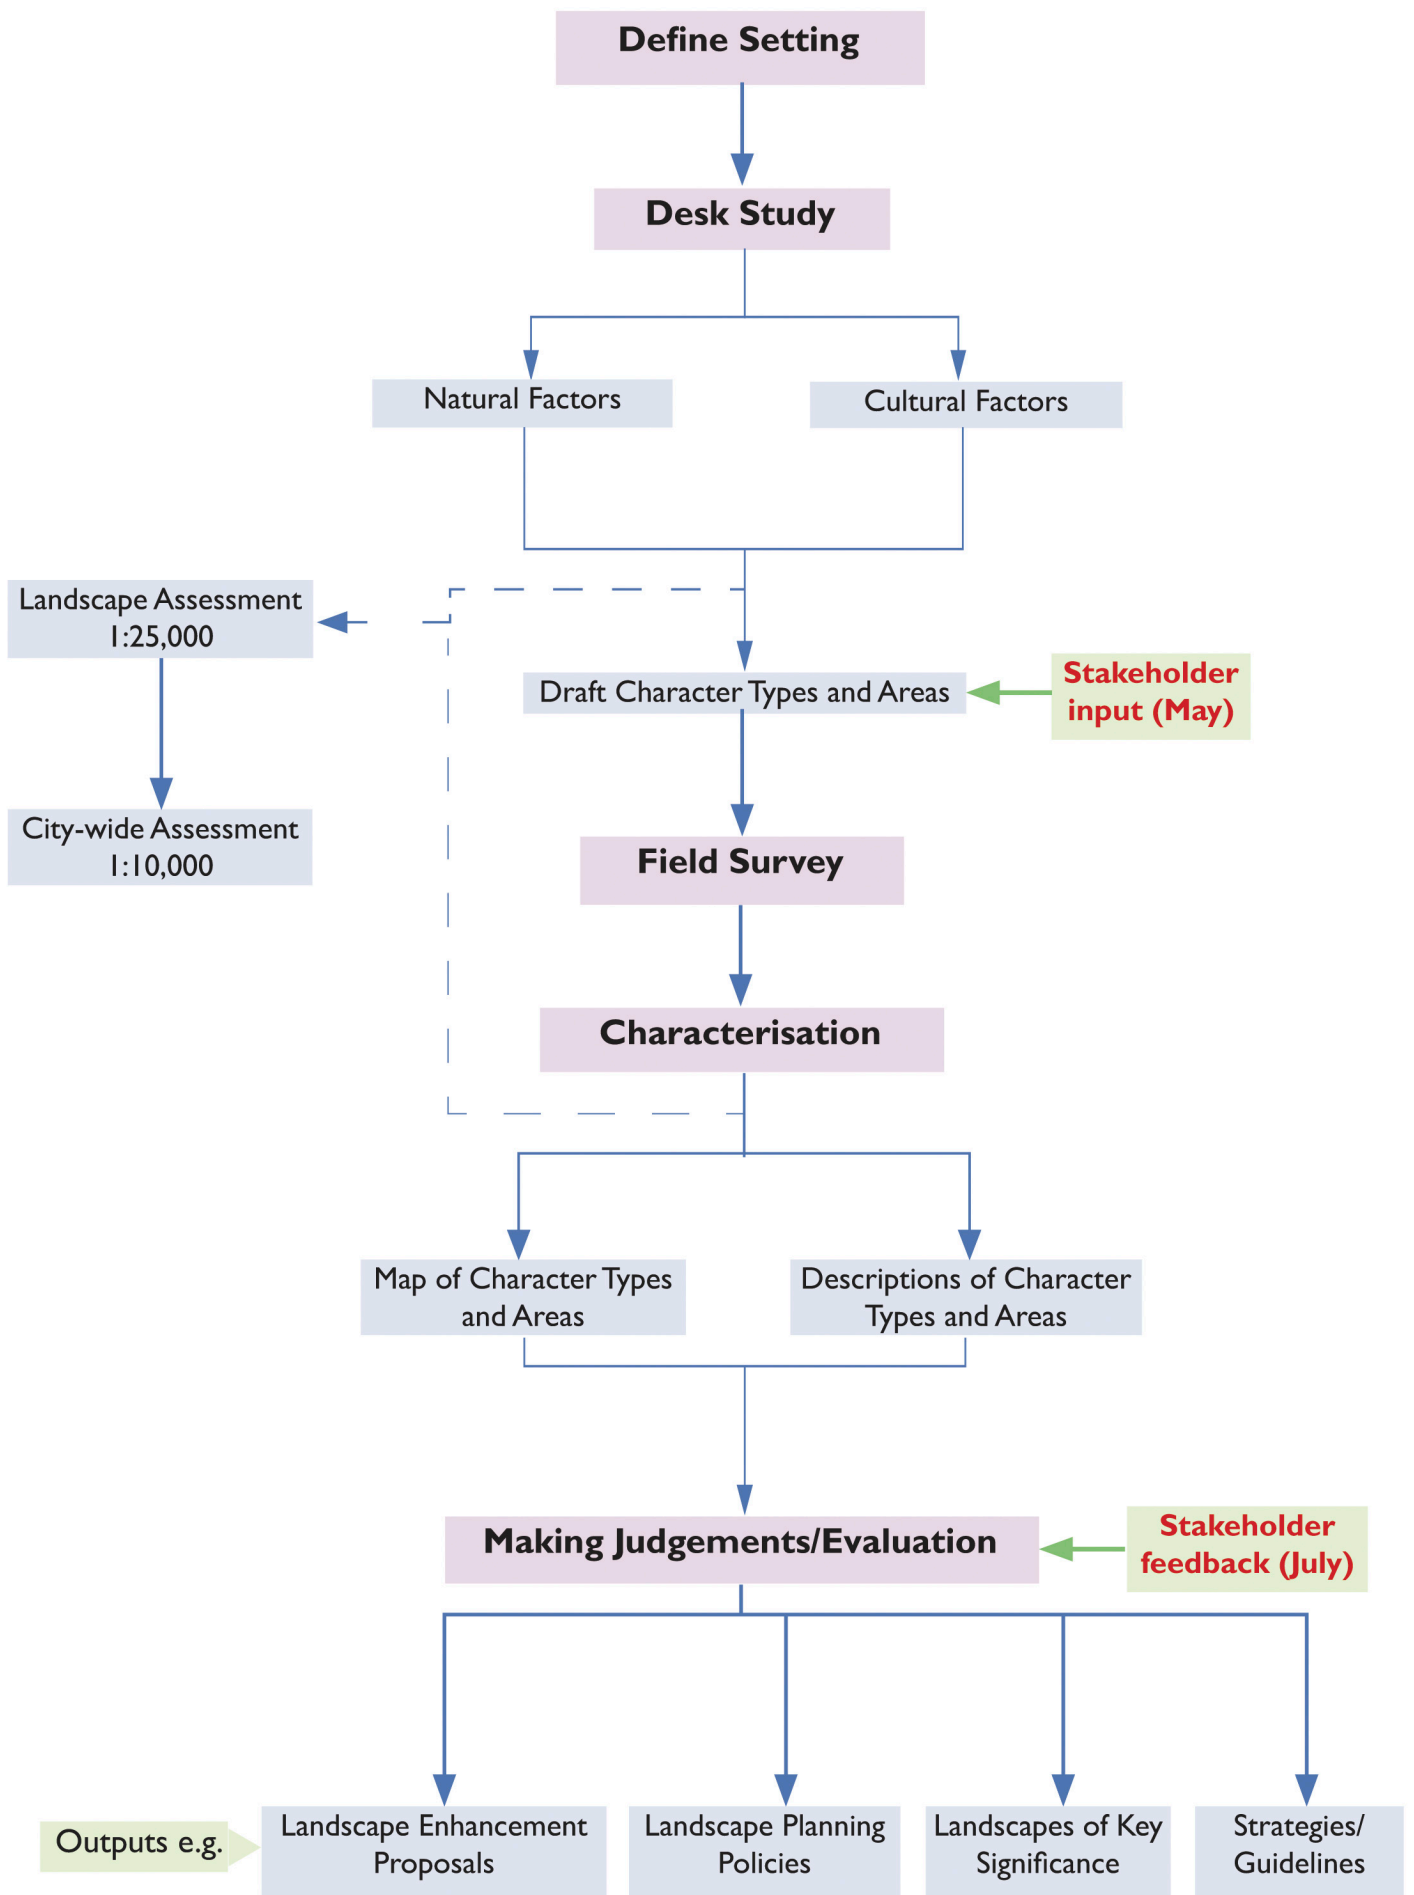 Define Setting
Desk Study
Natural Factors
Cultural Factors
Landscape Assessment
1:25,000
Draft Character Types and Areas
Stakeholder
input (May)
City-wide Assessment
1:10,000
Field Survey
Characterisation
Map of Character Types
and Areas
Descriptions of Character
Types and Areas
Making Judgements/Evaluation
Stakeholder
feedback (July)
Outputs e.g.
Landscape Enhancement
Proposals
Landscape Planning
Policies
Landscapes of Key
Significance
Strategies/
Guidelines